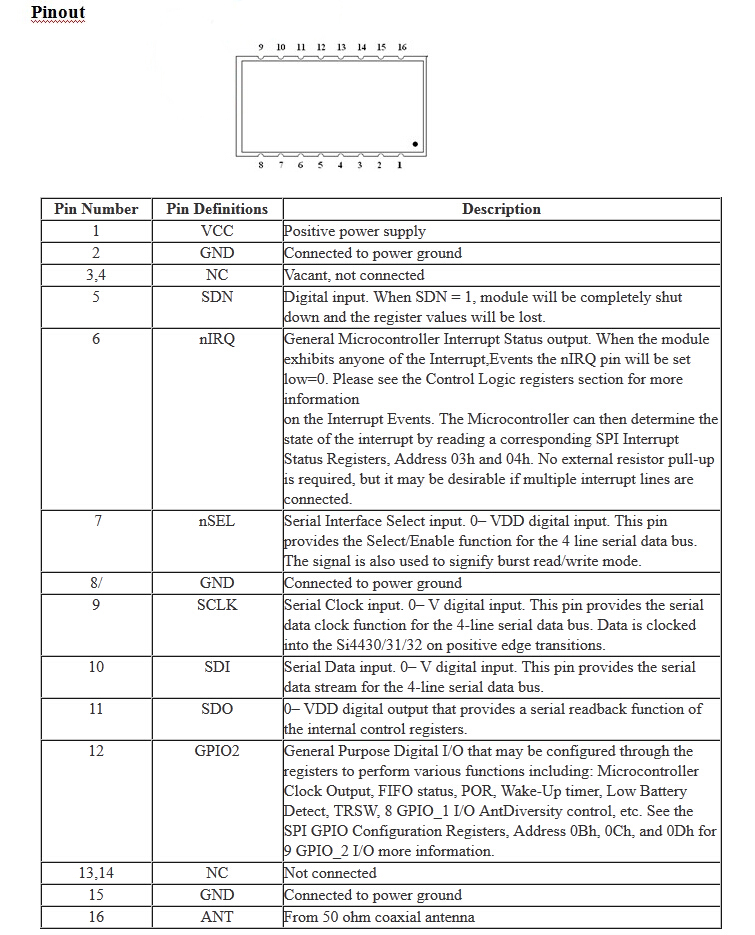 Pinout
9 10 11 12 13 14 15 16
8 7 6 5 4 3 2 1
Pin Number Pin Definitions Description
1 VCC Positive power supply
2 GND Connected to power ground
3,4 NC Vacant, not connected
5 SDN Digital input. When SDN = 1, module will be completely shut
down and the register values will be lost.
6 nIRQ General Microcontroller Interrupt Status output. When the module
exhibits anyone of the Interrupt,Events the nIRQ pin will be set
low=0. Please see the Control Logic registers section for more
information
on the Interrupt Events. The Microcontroller can then determine the
state of the interrupt by reading a corresponding SPI Interrupt
Status Registers, Address 03h and 04h. No external resistor pull-up
is required, but it may be desirable if multiple interrupt lines are
connected.
7 nSEL Serial Interface Select input. 0– VDD digital input. This pin
provides the Select/Enable function for the 4 line serial data bus.
The signal is also used to signify burst read/write mode.
8/ GND Connected to power ground
9 SCLK Serial Clock input. 0– V digital input. This pin provides the serial
data clock function for the 4-line serial data bus. Data is clocked
into the Si4430/31/32 on positive edge transitions.
10 SDI Serial Data input. 0– V digital input. This pin provides the serial
data stream for the 4-line serial data bus.
11 SDO 0– VDD digital output that provides a serial readback function of
the internal control registers.
12 GPIO2 General Purpose Digital I/O that may be configured through the
registers to perform various functions including: Microcontroller
Clock Output, FIFO status, POR, Wake-Up timer, Low Battery
Detect, TRSW, 8 GPIO_1 I/O AntDiversity control, etc. See the
SPI GPIO Configuration Registers, Address 0Bh, 0Ch, and 0Dh for
9 GPIO_2 I/O more information.
13,14 NC Not connected
15 GND Connected to power ground
16 ANT From 50 ohm coaxial antenna